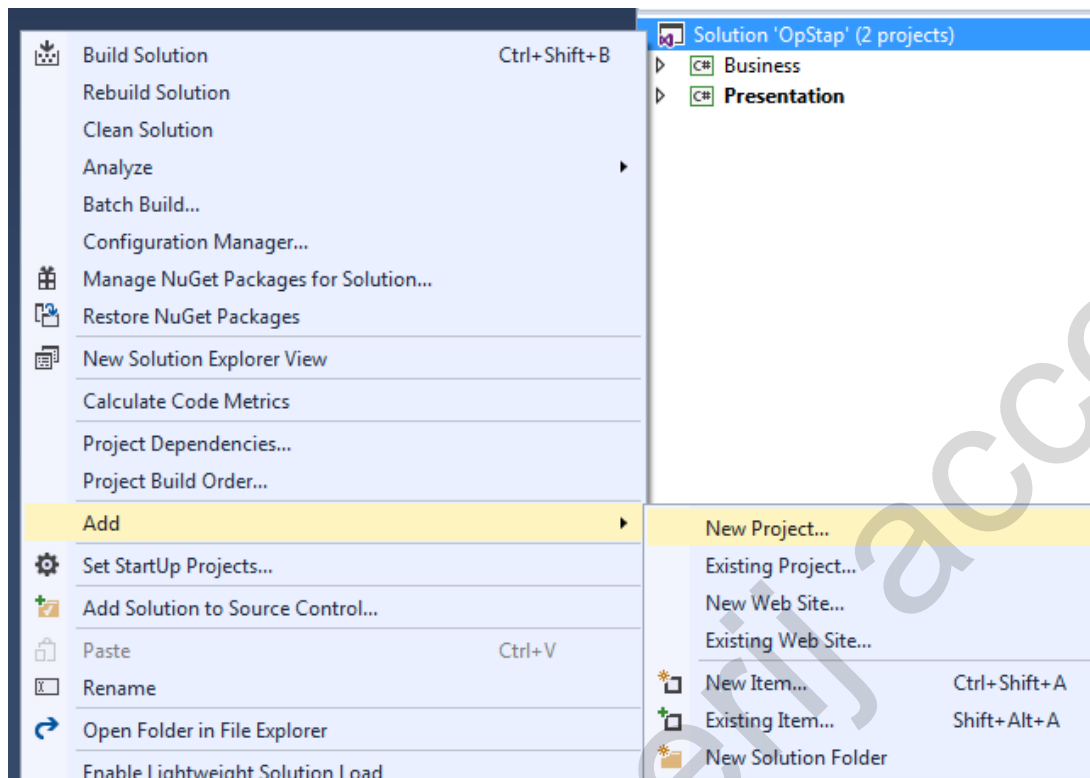 Solution 'OpStap' (2 projects)
C# Business
C# Presentation
Build Solution Ctrl+Shift+B
Rebuild Solution
Clean Solution
Analyze
Batch Build...
Configuration Manager...
Manage NuGet Packages for Solution...
Restore NuGet Packages
New Solution Explorer View
Calculate Code Metrics
Project Dependencies...
Project Build Order...
Add
Set StartUp Projects...
Add Solution to Source Control...
Paste Ctrl+V
Rename
Open Folder in File Explorer
Enable Lightweight Solution Load
New Project...
Existing Project...
New Web Site...
Existing Web Site...
New Item... Ctrl+Shift+A
Existing Item... Shift+Alt+A
New Solution Folder